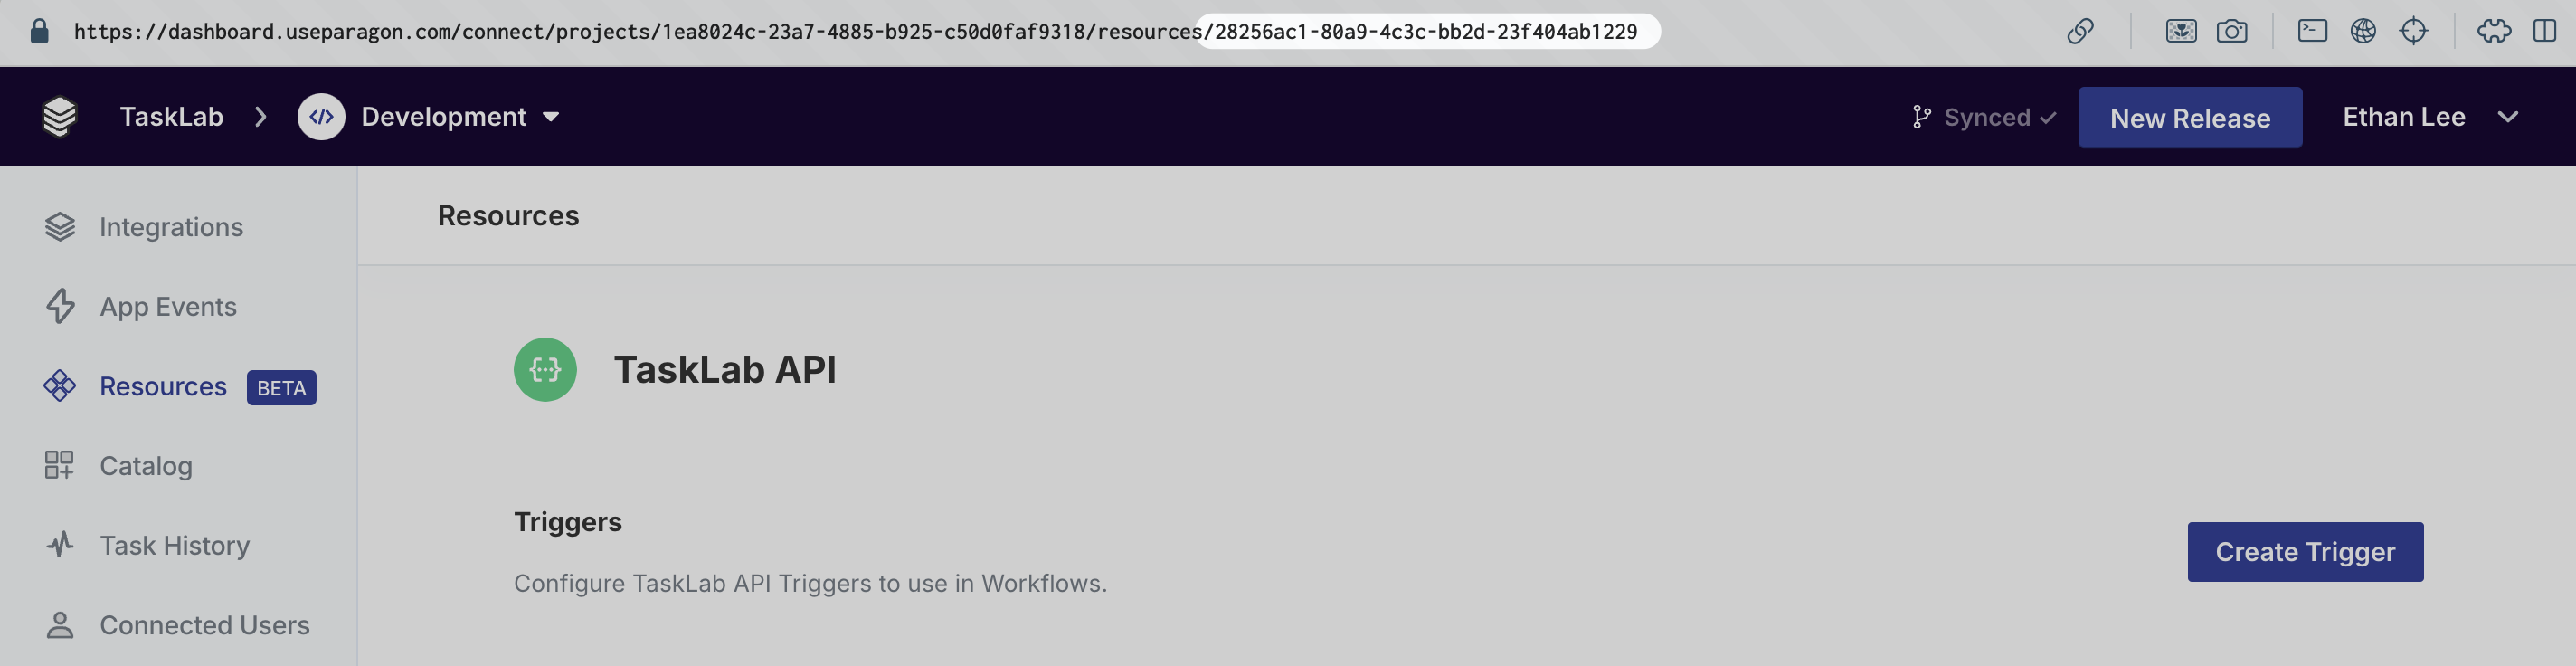 https://dashboard.useparagon.com/connect/projects/1ea8024c-23a7-4885-b925-c50d0faf9318/resources/28256ac1-80a9-4c3c-bb2d-23f404ab1229
TaskLab
Development
Synced
New Release
Ethan Lee
Integrations
App Events
Resources BETA
Catalog
Task History
Connected Users
Resources
TaskLab API
Triggers
Configure TaskLab API Triggers to use in Workflows.
Create Trigger